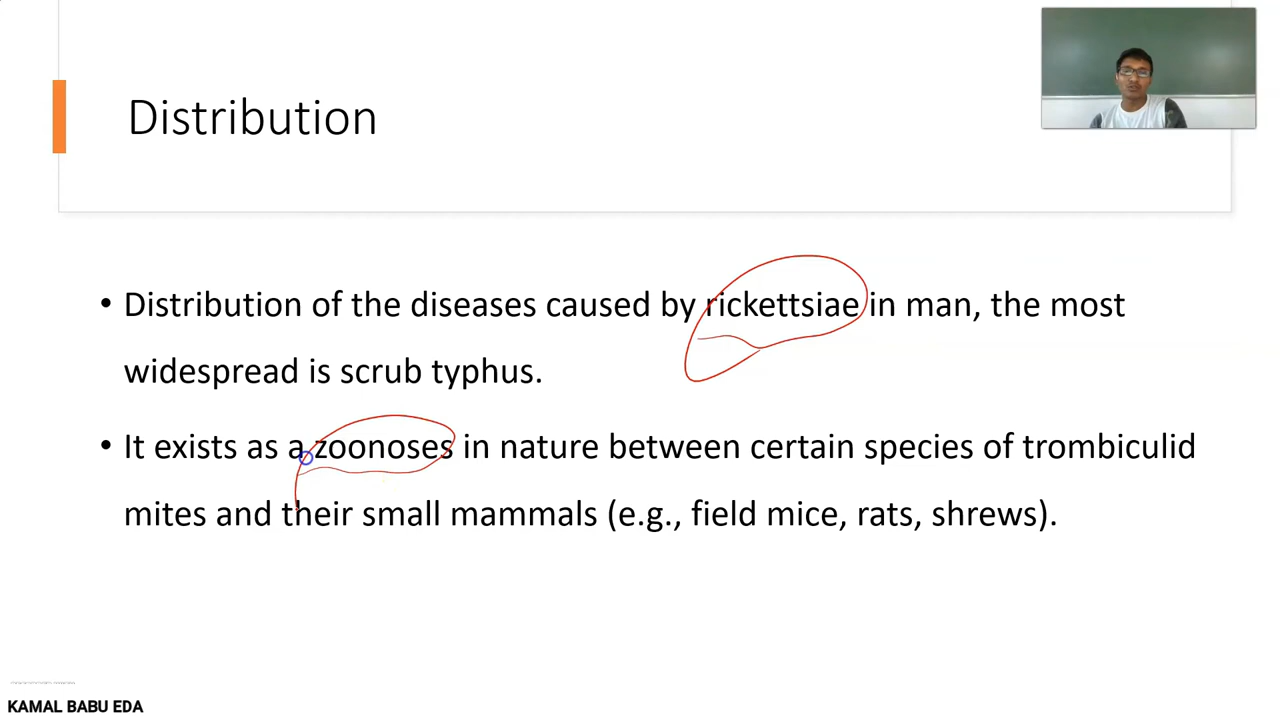 Distribution
• Distribution of the diseases caused by rickettsiae in man, the most
widespread is scrub typhus.
• It exists as a zoonoses in nature between certain species of trombiculid
mites and their small mammals (e.g., field mice, rats, shrews).
KAMAL BABU EDA